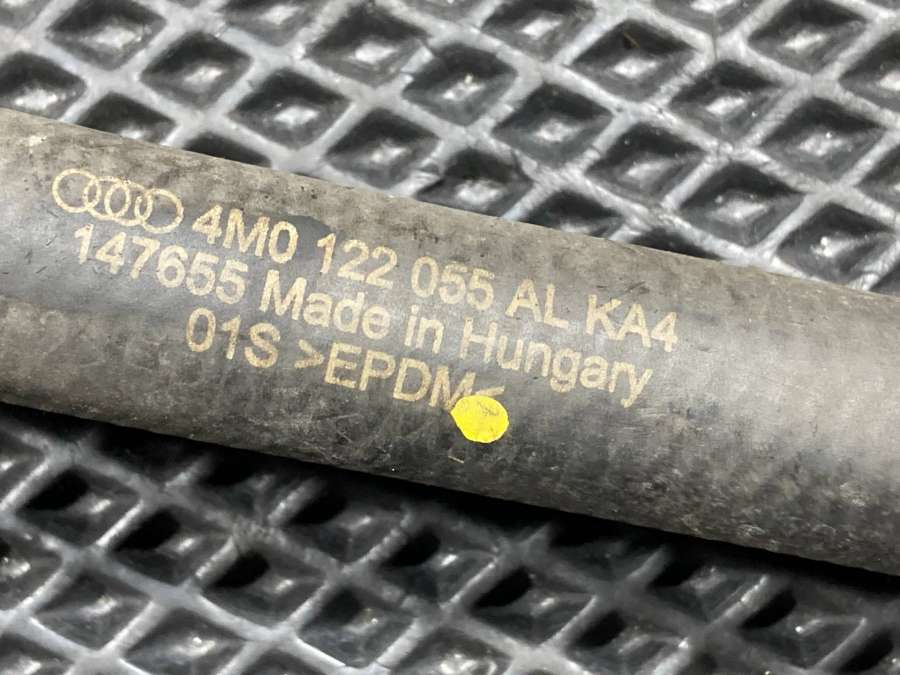 4M0 122 055 AL KA4
147655 Made in Hungary
01S >EPDM<